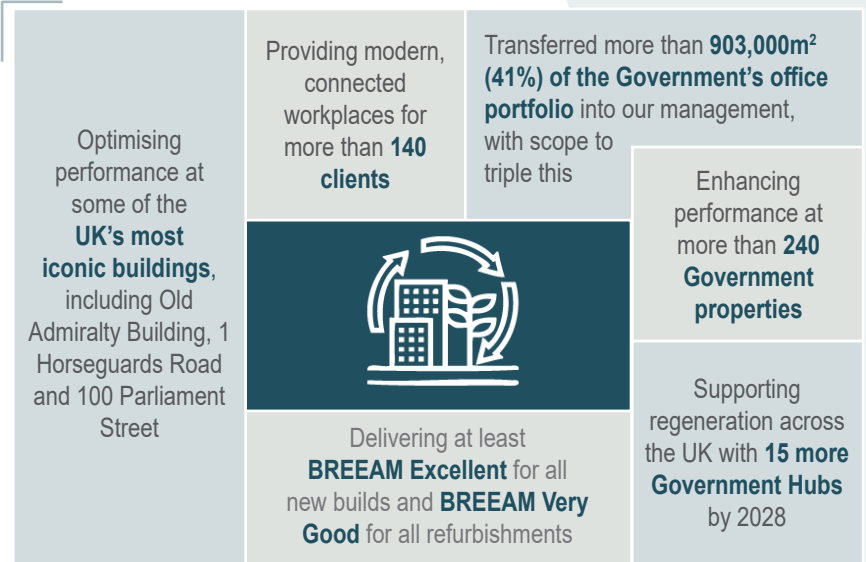 Optimising
performance at
some of the
UK’s most
iconic buildings,
including Old
Admiralty Building, 1
Horseguards Road
and 100 Parliament
Street
Providing modern,
connected
workplaces for
more than 140
clients
Transferred more than 903,000m²
(41%) of the Government’s office
portfolio into our management,
with scope to
triple this
Enhancing
performance at
more than 240
Government
properties
Delivering at least
BREEAM Excellent for all
new builds and BREEAM Very
Good for all refurbishments
Supporting
regeneration across
the UK with 15 more
Government Hubs
by 2028